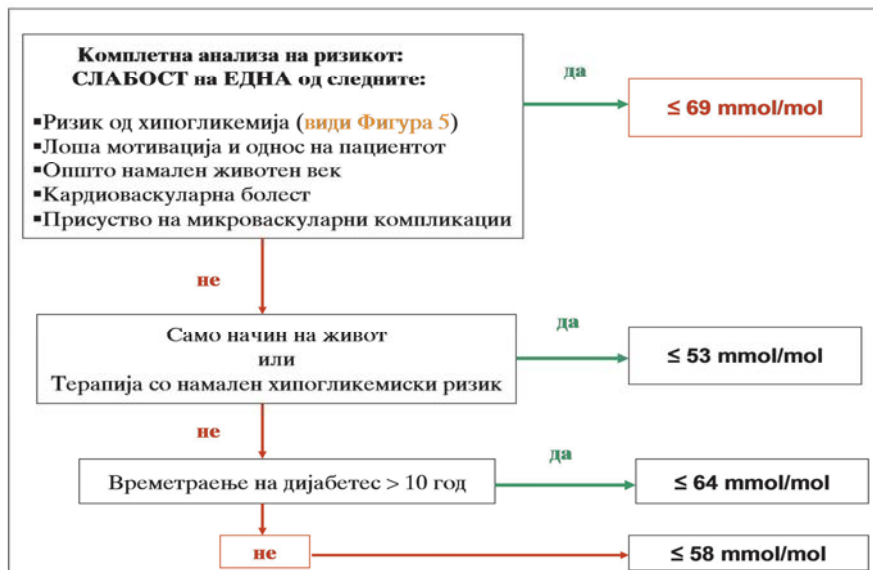 Комплетна анализа на ризикот:
СЛАБОСТ на ЕДНА од следните:
да
≤ 69 mmol/mol
▪Ризик од хипогликемија (види Фигура 5)
▪Лоша мотивација и однос на пациентот
▪Општо намален животен век
▪Кардиоваскуларна болест
▪Присуство на микроваскуларни компликации
не
Само начин на живот
или
Терапија со намален хипогликемиски ризик
да
≤ 53 mmol/mol
не
Времетраење на дијабетес > 10 год
да
≤ 64 mmol/mol
не
≤ 58 mmol/mol